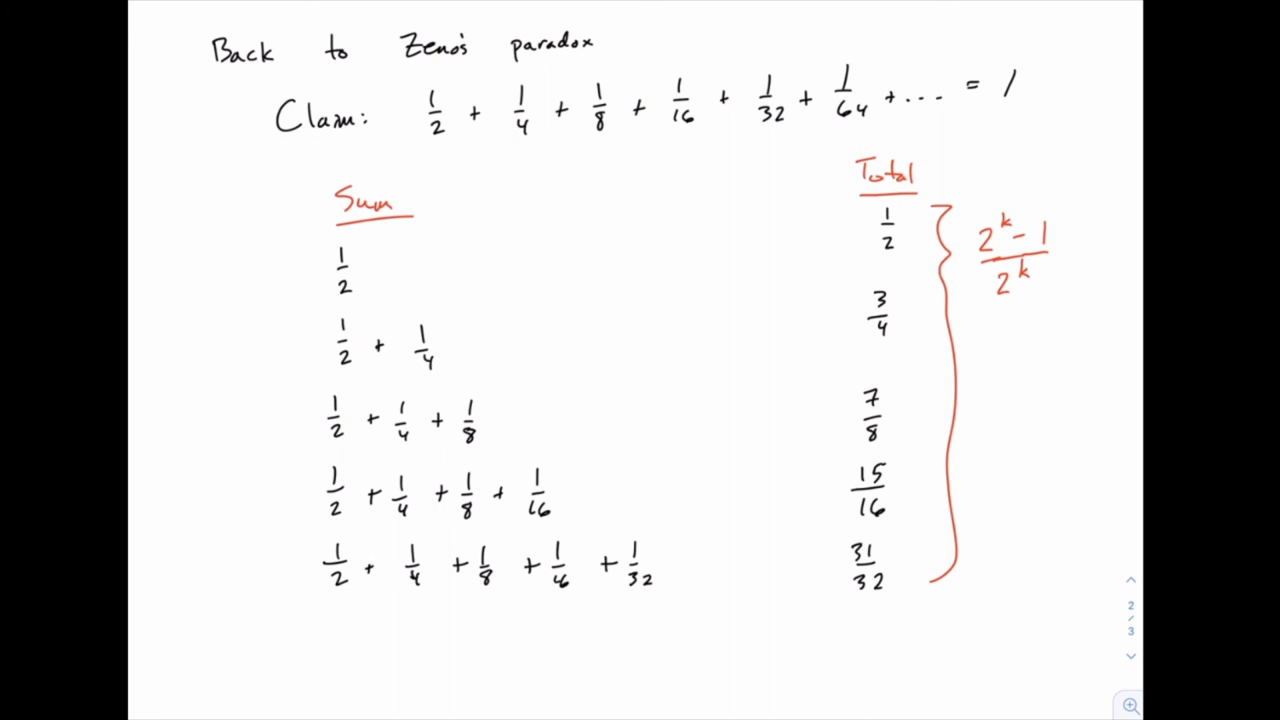 Back to Zeno's paradox
Claim: 1/2 + 1/4 + 1/8 + 1/16 + 1/32 + 1/64 + ... = 1
Sum Total
1/2 1/2
1/2 + 1/4 3/4
1/2 + 1/4 + 1/8 7/8
1/2 + 1/4 + 1/8 + 1/16 15/16
1/2 + 1/4 + 1/8 + 1/16 + 1/32 31/32
2^k - 1 / 2^k
2
/
3